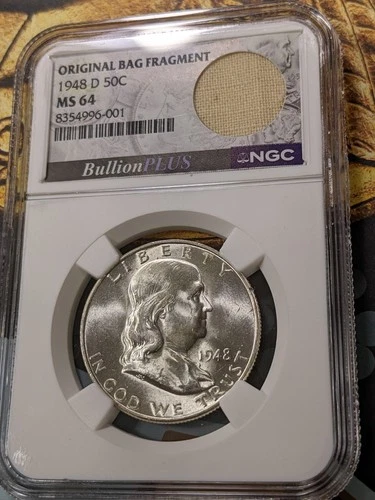 ORIGINAL BAG FRAGMENT
1948 D 50C
MS 64
8354996-001
BullionPLUS
NGC
LIBERTY
1948
IN GOD WE TRUST